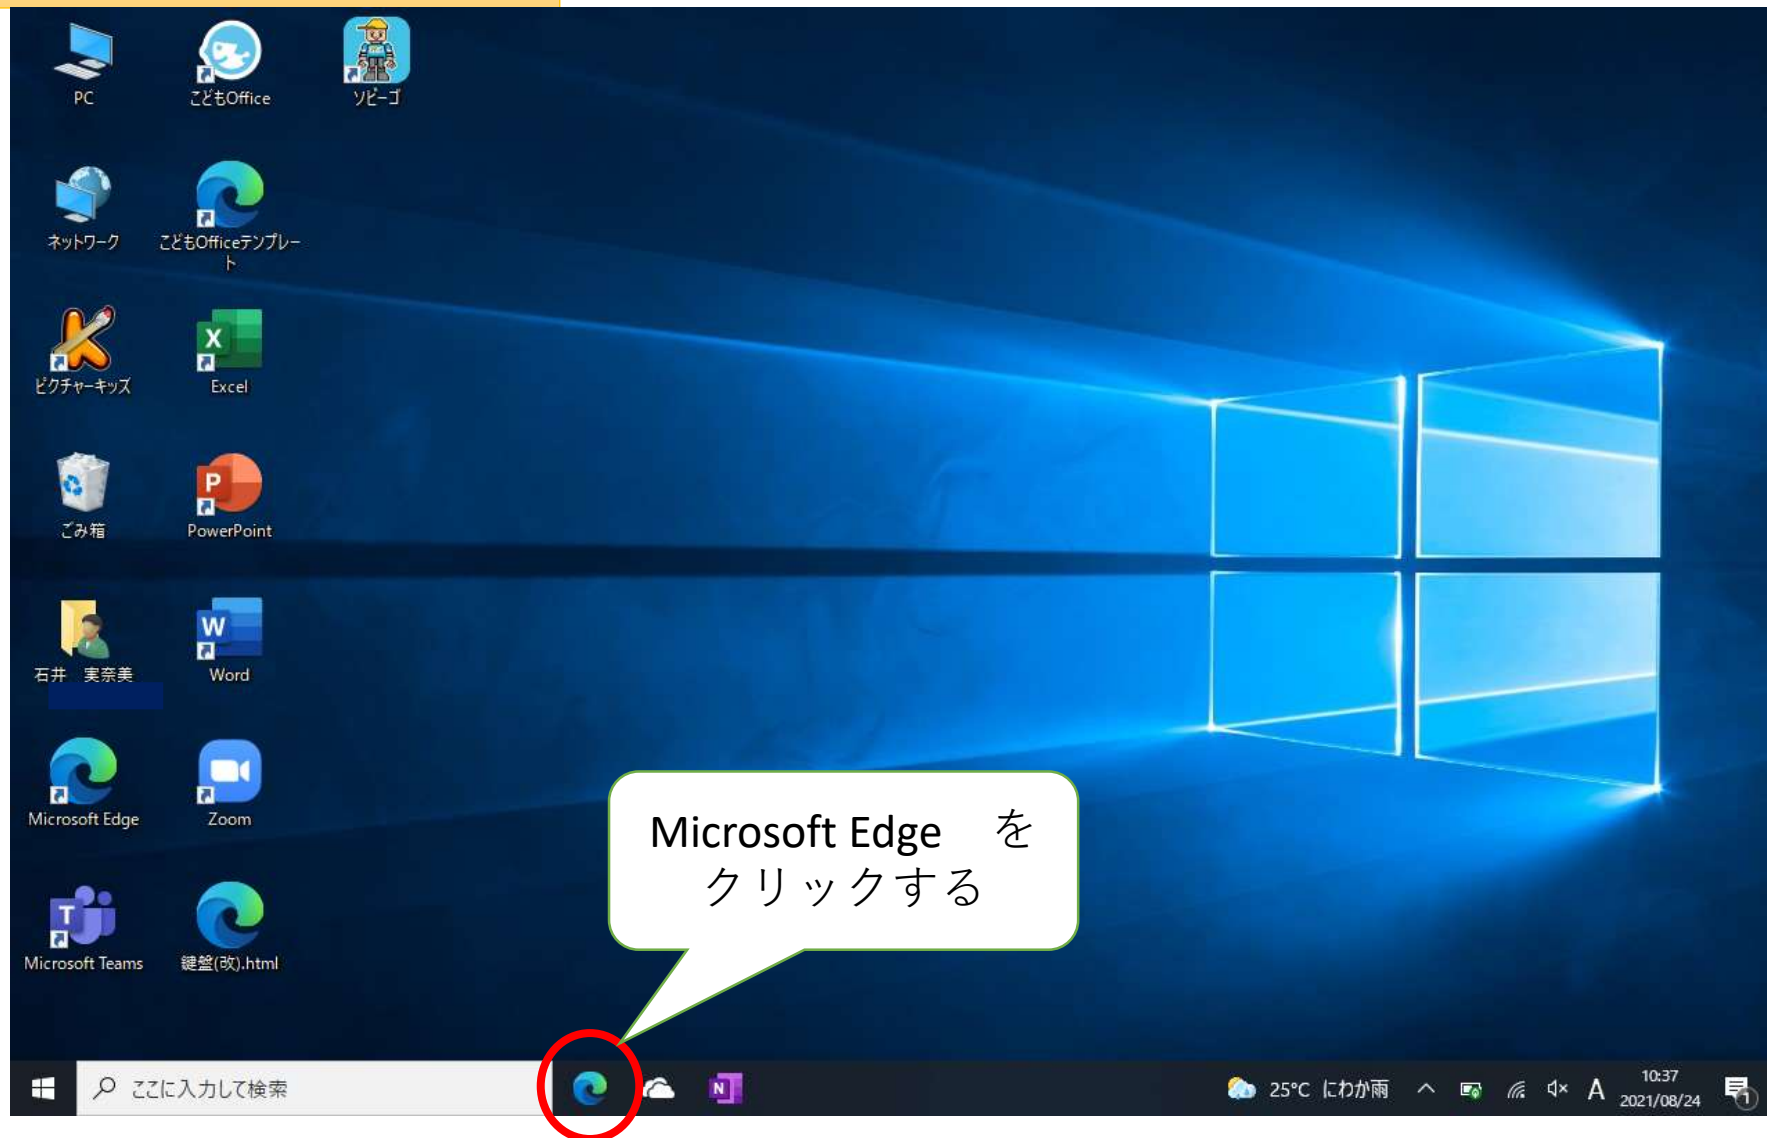 PC
こどもOffice
ソビーゴ
ネットワーク
こどもOfficeテンプレー
ト
ピクチャーキッズ
X
Excel
ごみ箱
P
PowerPoint
石井　実奈美
W
Word
Microsoft Edge
Zoom
T
Microsoft Teams
鍵盤(改).html
Microsoft Edge　を
クリックする
ここに入力して検索
N
25°C にわか雨
A
10:37
2021/08/24
1